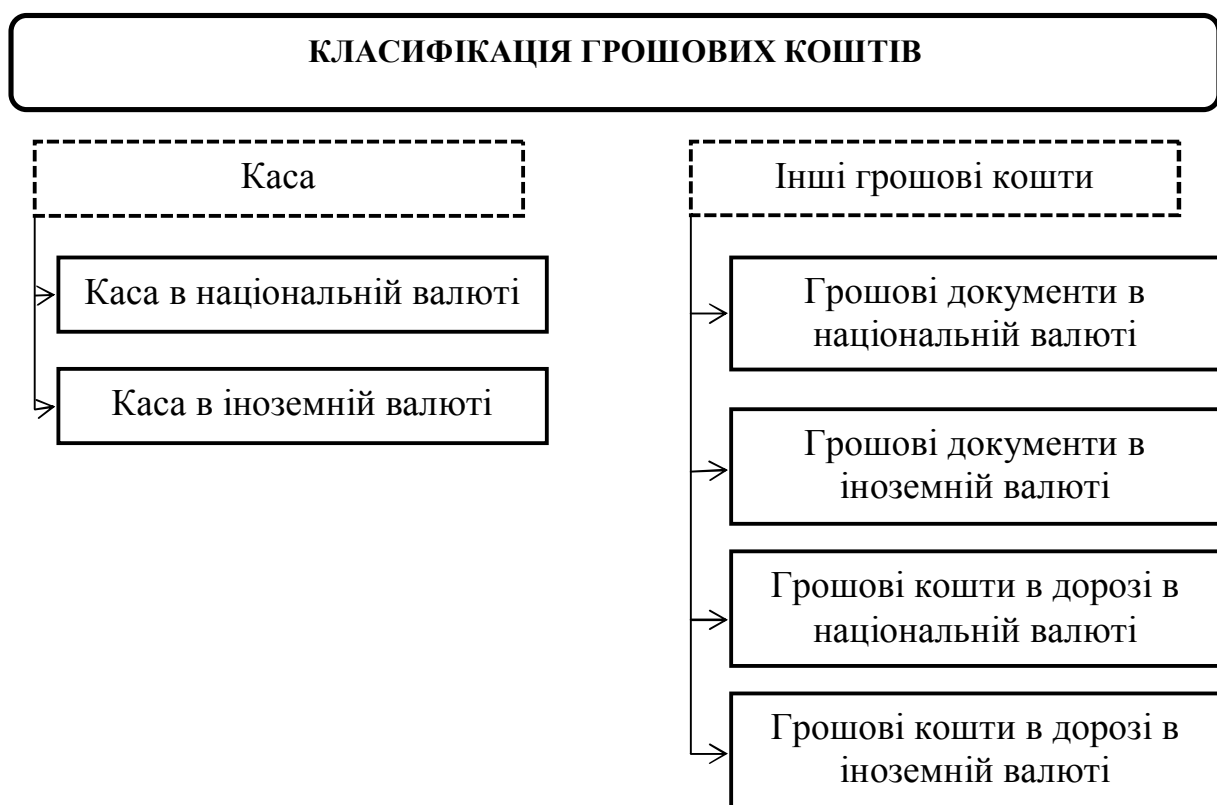 КЛАСИФІКАЦІЯ ГРОШОВИХ КОШТІВ
Каса
Каса в національній валюті
Каса в іноземній валюті
Інші грошові кошти
Грошові документи в
національній валюті
Грошові документи в
іноземній валюті
Грошові кошти в дорозі в
національній валюті
Грошові кошти в дорозі в
іноземній валюті